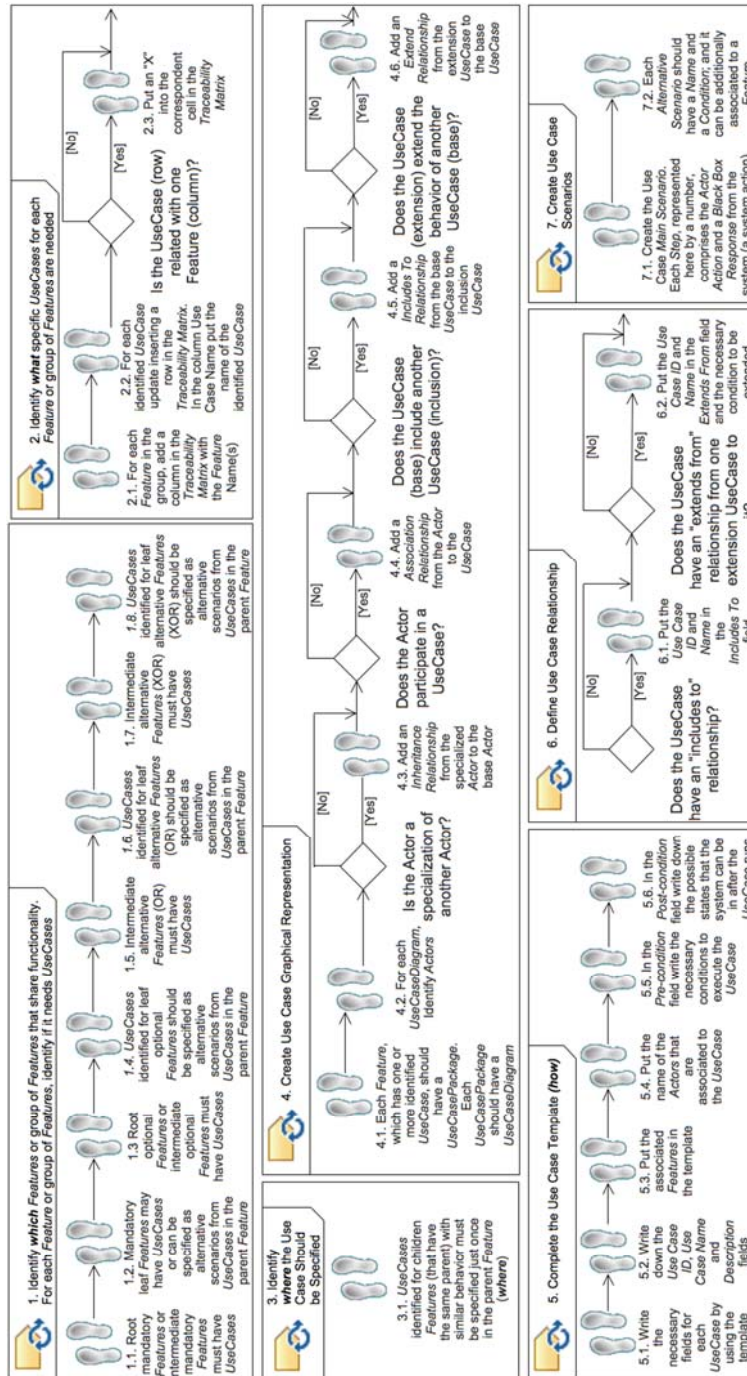 1. Identify which Features or group of Features that share functionality.
For each Feature or group of Features, identify if it needs UseCases
1.1. Root
mandatory
Features or
intermediate
mandatory
Features
must have
UseCases
1.2. Mandatory
leaf Features may
have UseCases
or can be
specified as
alternative
scenarios from
UseCases in the
parent Feature
1.3 Root
optional
Features or
intermediate
optional
Features must
have UseCases
1.4. UseCases
identified for leaf
optional
Features should
be specified as
alternative
scenarios from
UseCases in the
parent Feature
1.5. Intermediate
alternative
Features (OR)
must have
UseCases
1.6. UseCases
identified for leaf
alternative Features
(OR) should be
specified as
alternative
scenarios from
UseCases in the
parent Feature
1.7. Intermediate
alternative
Features (XOR)
must have
UseCases
1.8. UseCases
identified for leaf
alternative Features
(XOR) should be
specified as
alternative
scenarios from
UseCases in the
parent Feature
2. Identify what specific UseCases for each
Feature or group of Features are needed
2.1. For each
Feature in the
group, add a
column in the
Traceability
Matrix with
the Feature
Name(s)
2.2. For each
identified UseCase
update inserting a
row in the
Traceability Matrix.
In the column Use
Case Name put the
name of the
identified UseCase
Is the UseCase (row)
related with one
Feature (column)?
[No]
[Yes]
2.3. Put an "X"
into the
correspondent
cell in the
Traceability
Matrix
3. Identify
where the Use
Case Should
be Specified
3.1. UseCases
identified for children
Features (that have
the same parent) with
similar behavior must
be specified just once
in the parent Feature
(where)
4. Create Use Case Graphical Representation
4.1. Each Feature,
which has one or
more identified
UseCase, should
have a
UseCasePackage.
Each
UseCasePackage
should have a
UseCaseDiagram
4.2. For each
UseCaseDiagram,
Identify Actors
Is the Actor a
specialization of
another Actor?
[No]
[Yes]
4.3. Add an
Inheritance
Relationship
from the
specialized
Actor to the
base Actor
Does the Actor
participate in a
UseCase?
[No]
[Yes]
4.4. Add a
Association
Relationship
from the Actor
to the
UseCase
Does the UseCase
(base) include another
UseCase (inclusion)?
[No]
[Yes]
4.5. Add a
Includes To
Relationship
from the base
UseCase to the
inclusion
UseCase
Does the UseCase
(extension) extend the
behavior of another
UseCase (base)?
[No]
[Yes]
4.6. Add an
Extend
Relationship
from the
extension
UseCase to
the base
UseCase
5. Complete the Use Case Template (how)
5.1. Write
the
necessary
fields for
each
UseCase by
using the
template
5.2. Write
down the
Use Case
ID, Use
Case Name
and
Description
fields
5.3. Put the
associated
Features in
the template
5.4. Put the
name of the
Actors that
are
associated to
the UseCase
5.5. In the
Pre-condition
field write the
necessary
conditions to
execute the
UseCase
5.6. In the
Post-condition
field write down
the possible
states that the
system can be
in after the
6. Define Use Case Relationship
Does the UseCase
have an "includes to"
relationship?
[No]
[Yes]
6.1. Put the
Use Case
ID and
Name in
the
Includes To
Does the UseCase
have an "extends from"
relationship from one
extension UseCase to
[No]
[Yes]
6.2. Put the Use
Case ID and
Name in the
Extends From field
and the necessary
condition to be
7. Create Use Case
Scenarios
7.1. Create the Use
Case Main Scenario.
Each Step, represented
here by a number,
comprises the Actor
Action and a Black Box
Response from the
system (a system action)
7.2. Each
Alternative
Scenario should
have a Name and
a Condition; and it
can be additionally
associated to a